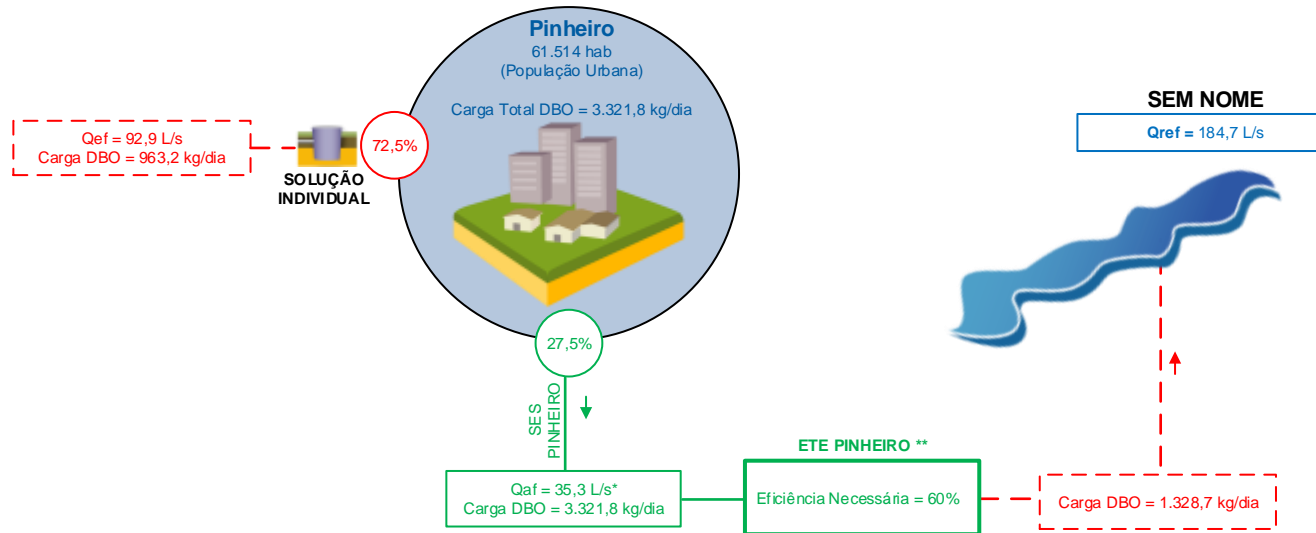 Pinheiro
61.514 hab
(População Urbana)
Carga Total DBO = 3.321,8 kg/dia
Qef = 92,9 L/s
Carga DBO = 963,2 kg/dia
SOLUÇÃO
INDIVIDUAL
72,5%
SEM NOME
Qref = 184,7 L/s
27,5%
SES
PINHEIRO
Qaf = 35,3 L/s*
Carga DBO = 3.321,8 kg/dia
ETE PINHEIRO **
Eficiência Necessária = 60%
Carga DBO = 1.328,7 kg/dia